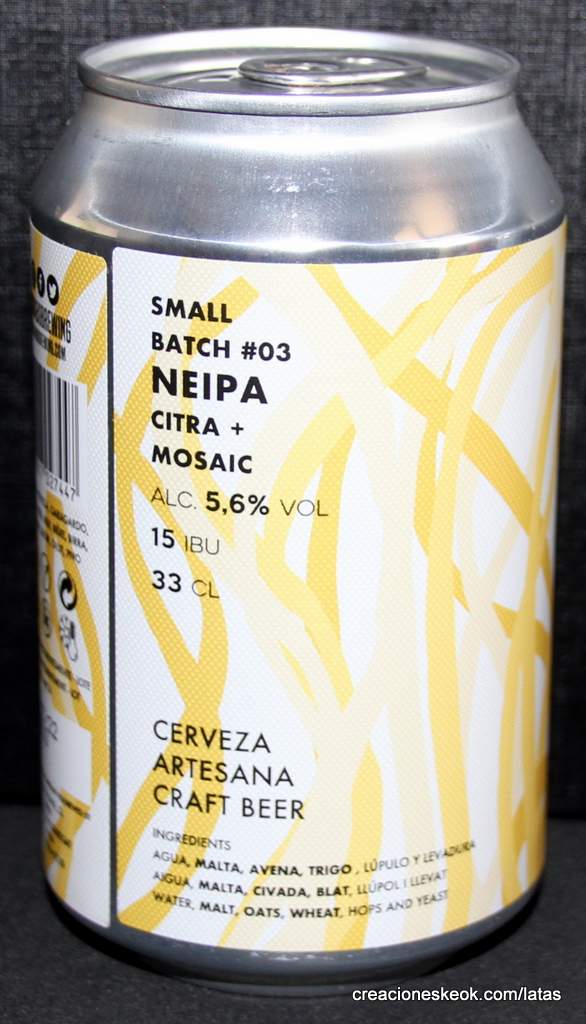 SMALL
BATCH #03
NEIPA
CITRA +
MOSAIC
ALC. 5,6% VOL
15 IBU
33 CL
CERVEZA
ARTESANA
CRAFT BEER
INGREDIENTS
AGUA, MALTA, AVENA, TRIGO , LÚPULO Y LEVADURA
AIGUA, MALTA, CIVADA, BLAT, LLÚPOL I LLEVAT
WATER, MALT, OATS, WHEAT, HOPS AND YEAST
creacioneskeok.com/latas